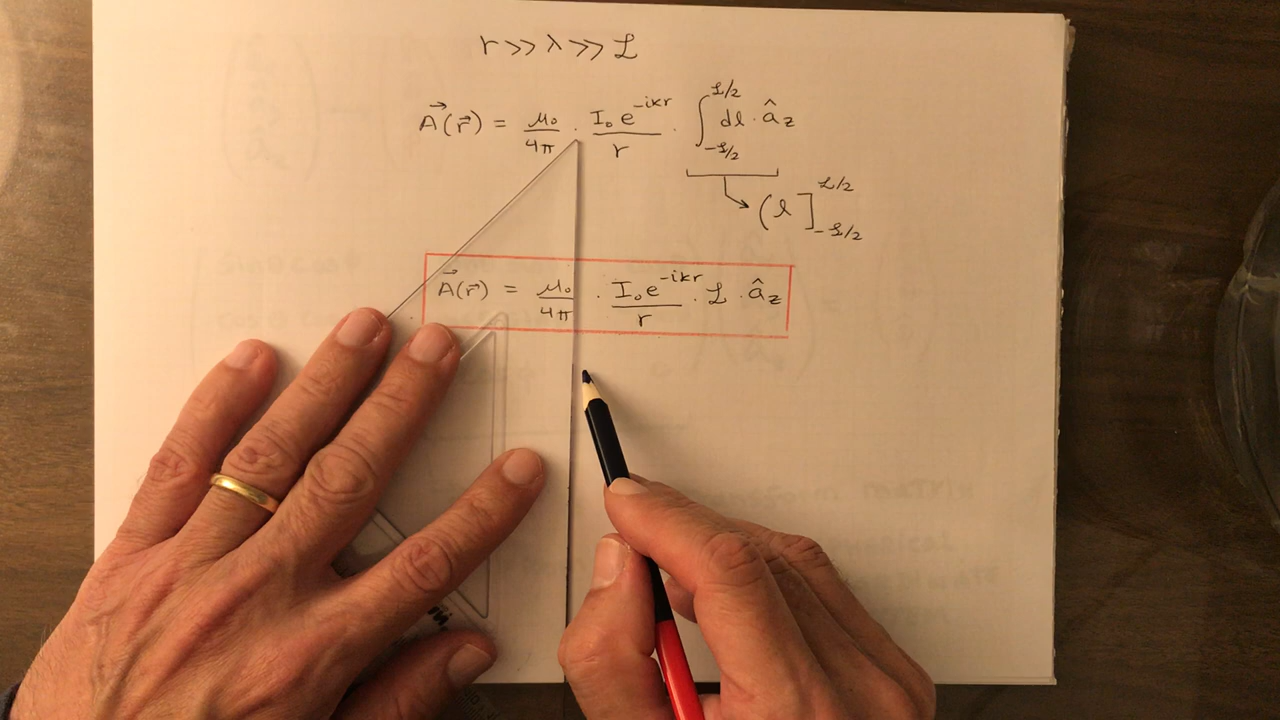 r >> λ >> ℒ
A⃗(r⃗) = μ₀/4π · I₀e^(-ikr)/r · ∫_(-ℒ/2)^(ℒ/2) dl · â_z
(l]_(-ℒ/2)^(ℒ/2)
A⃗(r⃗) = μ₀/4π · I₀e^(-ikr)/r · ℒ · â_z